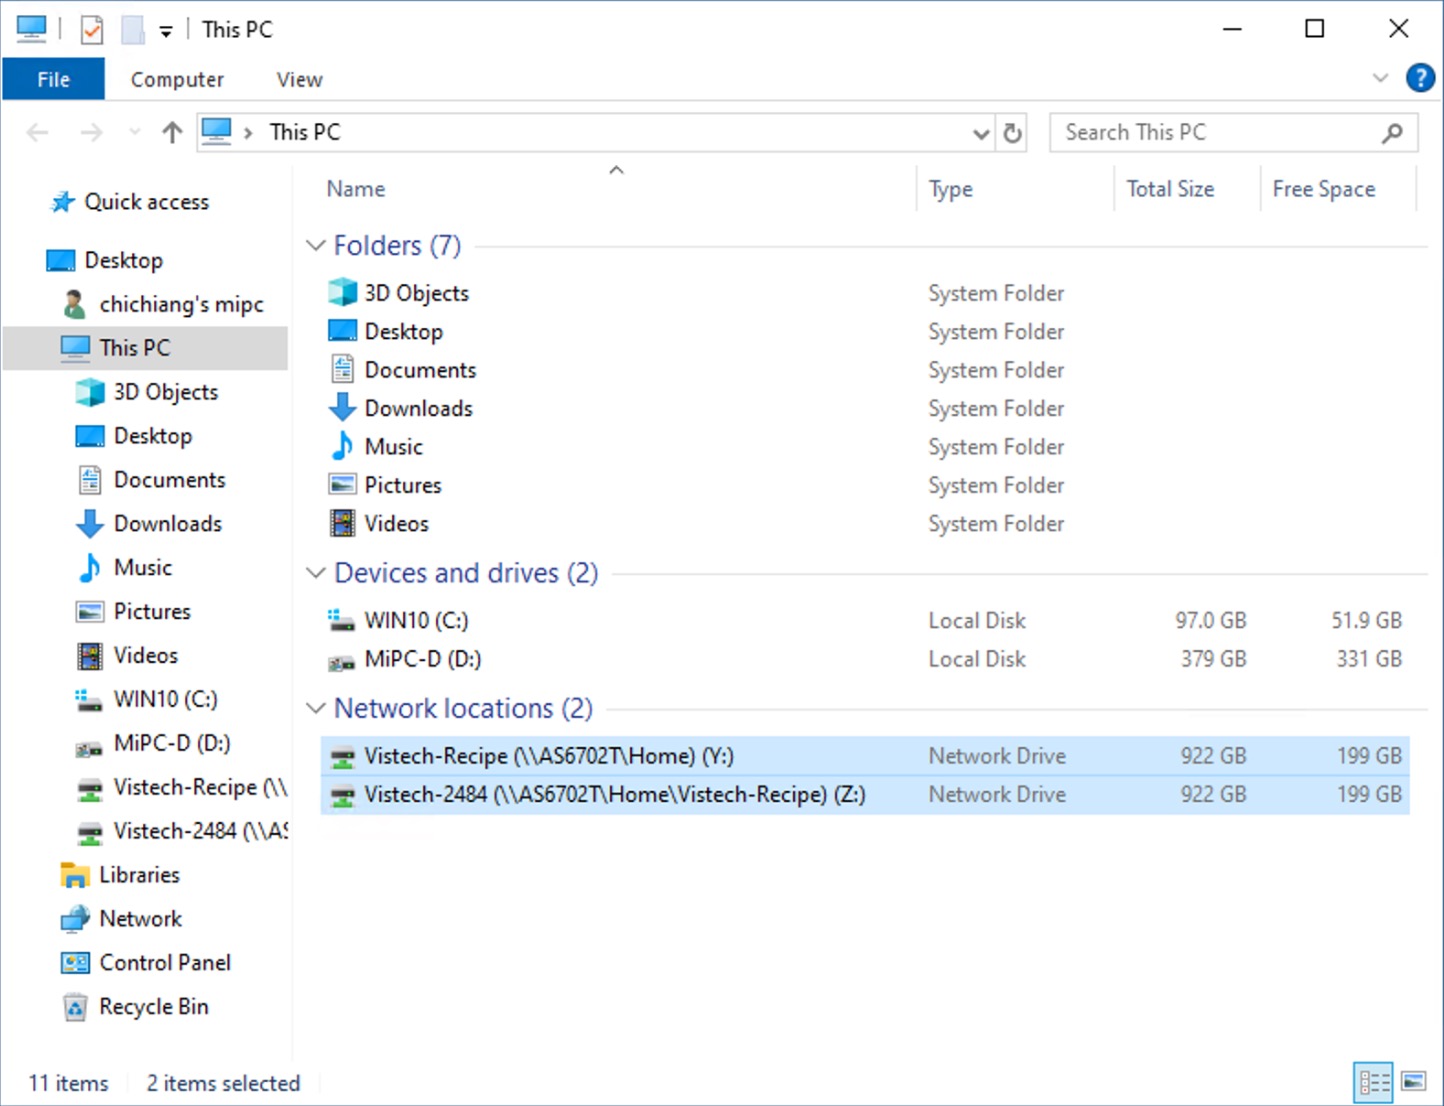 This PC
File Computer View
This PC Search This PC
Name Type Total Size Free Space
Quick access
Desktop
chichiang's mipc
This PC
3D Objects
Desktop
Documents
Downloads
Music
Pictures
Videos
WIN10 (C:)
MiPC-D (D:)
Vistech-Recipe (\\
Vistech-2484 (\\AS
Libraries
Network
Control Panel
Recycle Bin
Folders (7)
3D Objects System Folder
Desktop System Folder
Documents System Folder
Downloads System Folder
Music System Folder
Pictures System Folder
Videos System Folder
Devices and drives (2)
WIN10 (C:) Local Disk 97.0 GB 51.9 GB
MiPC-D (D:) Local Disk 379 GB 331 GB
Network locations (2)
Vistech-Recipe (\\AS6702T\Home) (Y:) Network Drive 922 GB 199 GB
Vistech-2484 (\\AS6702T\Home\Vistech-Recipe) (Z:) Network Drive 922 GB 199 GB
11 items 2 items selected